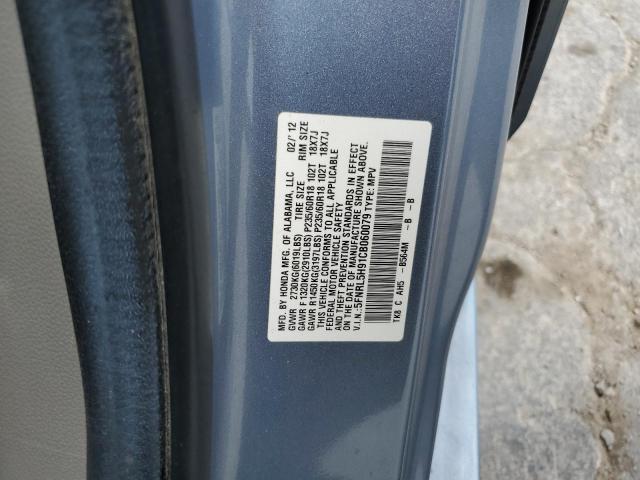 MFD. BY HONDA MFG. OF ALABAMA, LLC 02/'12
GVWR 2730KG(6019LBS) TIRE SIZE RIM SIZE
GAWR F 1320KG(2910LBS) P235/60R18 102T 18X7J
GAWR R 1450KG(3197LBS) P235/60R18 102T 18X7J
THIS VEHICLE CONFORMS TO ALL APPLICABLE
FEDERAL MOTOR VEHICLE SAFETY
AND THEFT PREVENTION STANDARDS IN EFFECT
ON THE DATE OF MANUFACTURE SHOWN ABOVE.
V.I.N.:5FNRL5H91CB060079 TYPE: MPV
TK8 C AH5 - B564M - B - B